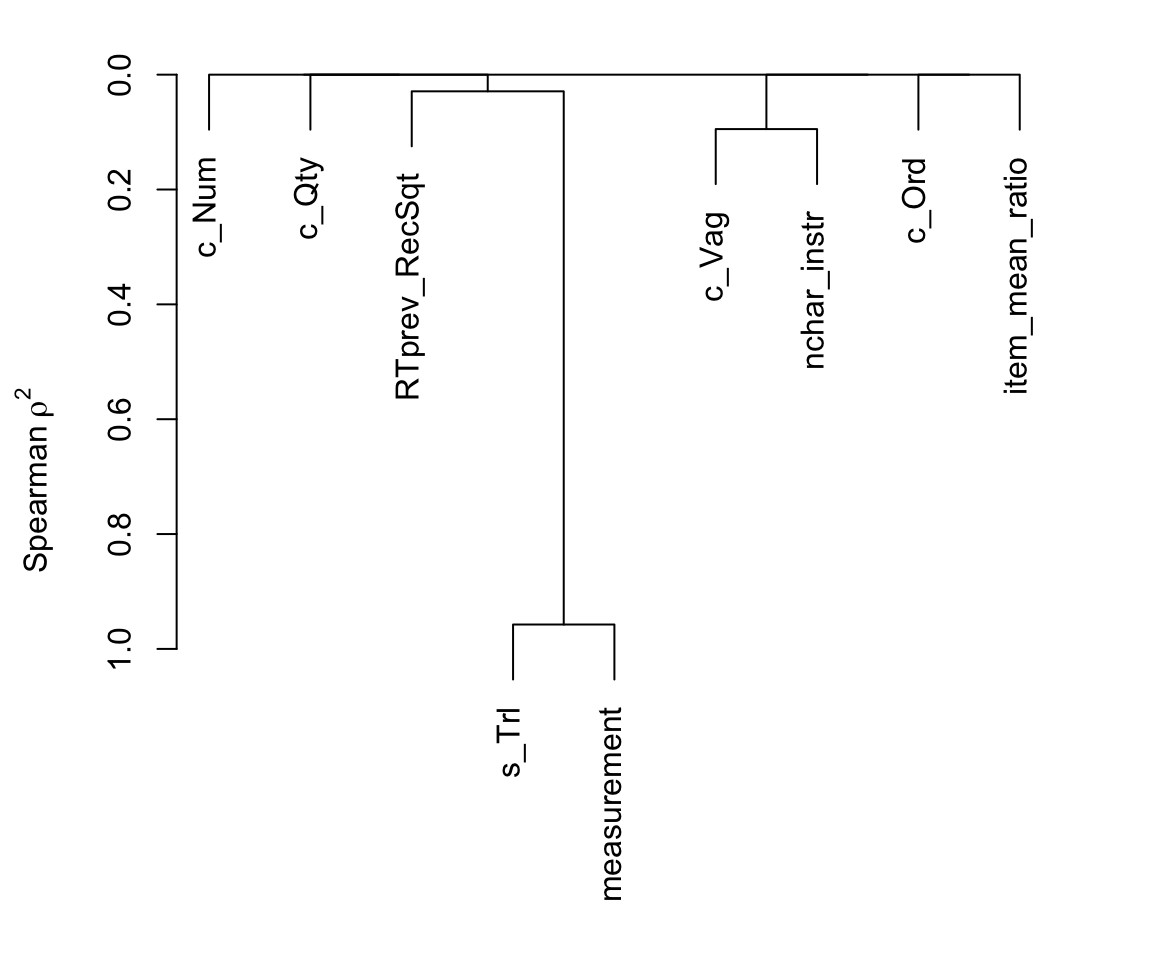 Spearman ρ2
0.0
0.2
0.4
0.6
0.8
1.0
c_Num
c_Qty
RTprev_RecSqt
s_Trl
measurement
c_Vag
nchar_instr
c_Ord
item_mean_ratio